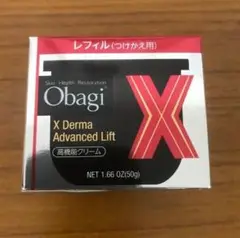 レフィル(つけかえ用)
Skin Health Restoration
Obagi
X
X Derma
Advanced Lift
高機能クリーム
NET 1.66 OZ(50g)